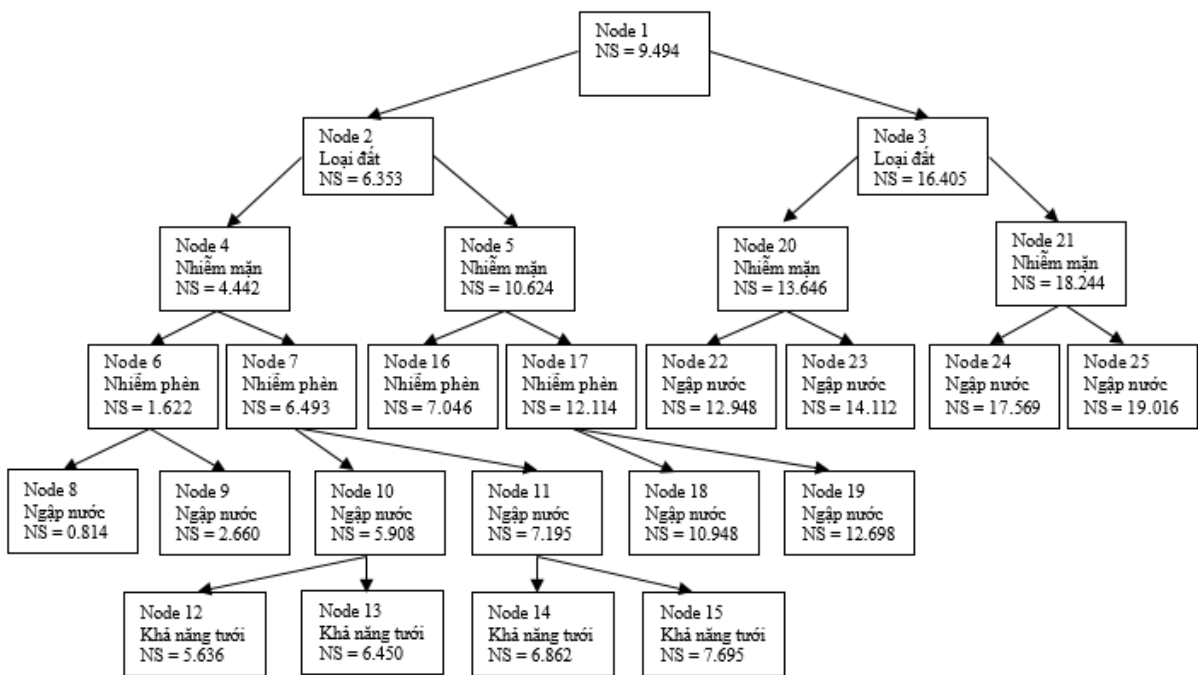 Node 1
NS = 9.494
Node 2
Loại đất
NS = 6.353
Node 3
Loại đất
NS = 16.405
Node 4
Nhiễm mặn
NS = 4.442
Node 5
Nhiễm mặn
NS = 10.624
Node 20
Nhiễm mặn
NS = 13.646
Node 21
Nhiễm mặn
NS = 18.244
Node 6
Nhiễm phèn
NS = 1.622
Node 7
Nhiễm phèn
NS = 6.493
Node 16
Nhiễm phèn
NS = 7.046
Node 17
Nhiễm phèn
NS = 12.114
Node 22
Ngập nước
NS = 12.948
Node 23
Ngập nước
NS = 14.112
Node 24
Ngập nước
NS = 17.569
Node 25
Ngập nước
NS = 19.016
Node 8
Ngập nước
NS = 0.814
Node 9
Ngập nước
NS = 2.660
Node 10
Ngập nước
NS = 5.908
Node 11
Ngập nước
NS = 7.195
Node 18
Ngập nước
NS = 10.948
Node 19
Ngập nước
NS = 12.698
Node 12
Khả năng tưới
NS = 5.636
Node 13
Khả năng tưới
NS = 6.450
Node 14
Khả năng tưới
NS = 6.862
Node 15
Khả năng tưới
NS = 7.695